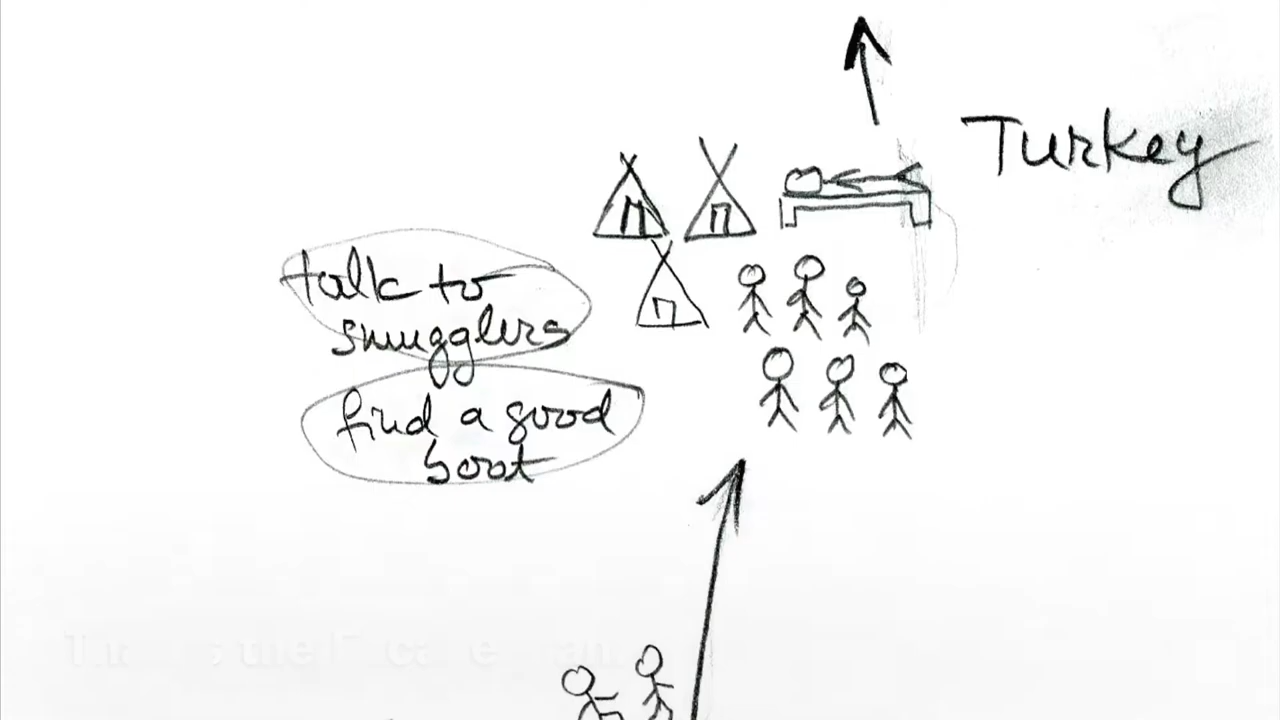 Turkey
talk to
smugglers
find a good
boat